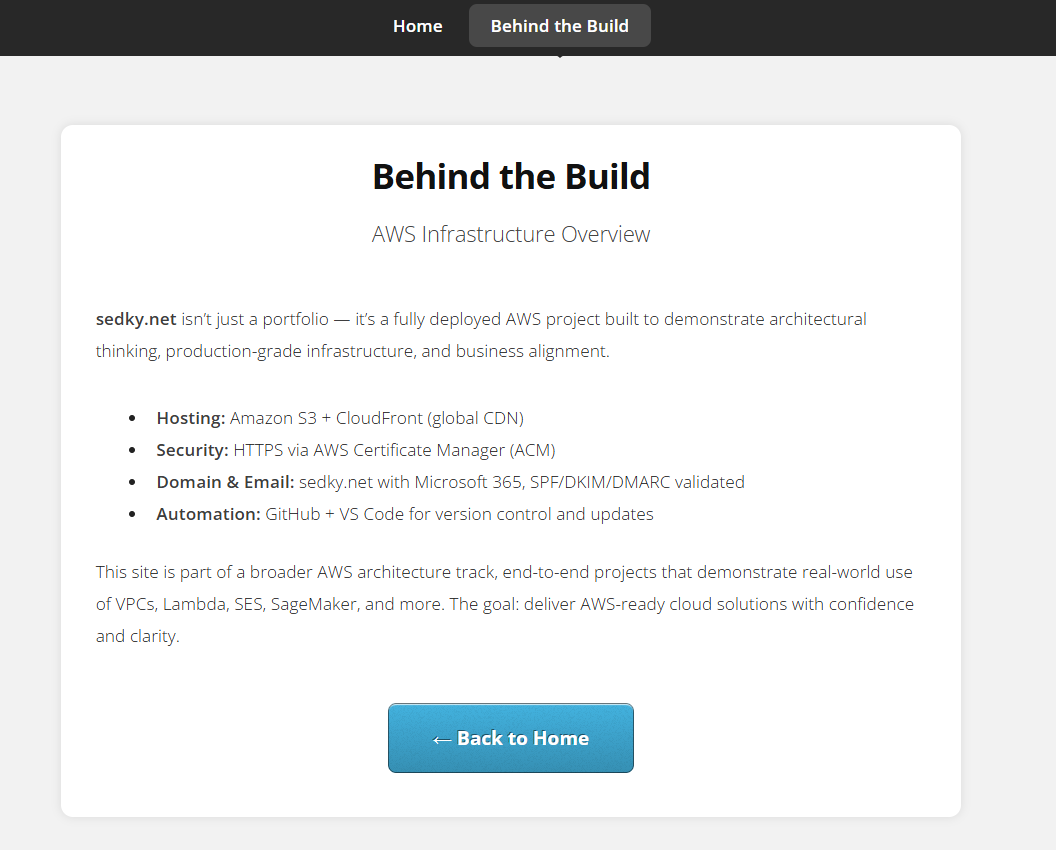 Home
Behind the Build
Behind the Build
AWS Infrastructure Overview
sedky.net isn’t just a portfolio — it’s a fully deployed AWS project built to demonstrate architectural
thinking, production-grade infrastructure, and business alignment.
• Hosting: Amazon S3 + CloudFront (global CDN)
• Security: HTTPS via AWS Certificate Manager (ACM)
• Domain & Email: sedky.net with Microsoft 365, SPF/DKIM/DMARC validated
• Automation: GitHub + VS Code for version control and updates
This site is part of a broader AWS architecture track, end-to-end projects that demonstrate real-world use
of VPCs, Lambda, SES, SageMaker, and more. The goal: deliver AWS-ready cloud solutions with confidence
and clarity.
← Back to Home